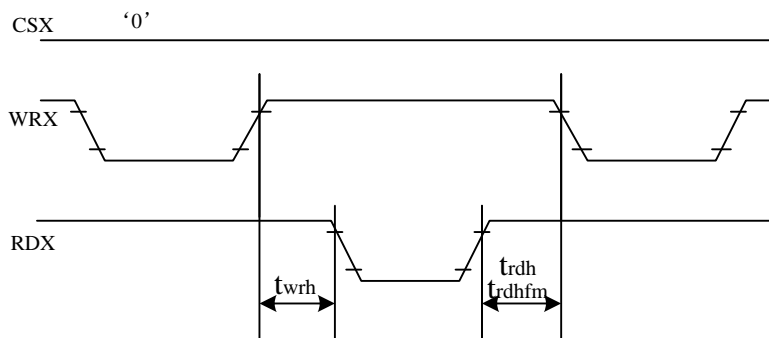 CSX ‘0’
WRX
RDX
twrh
trdh
trdhfm